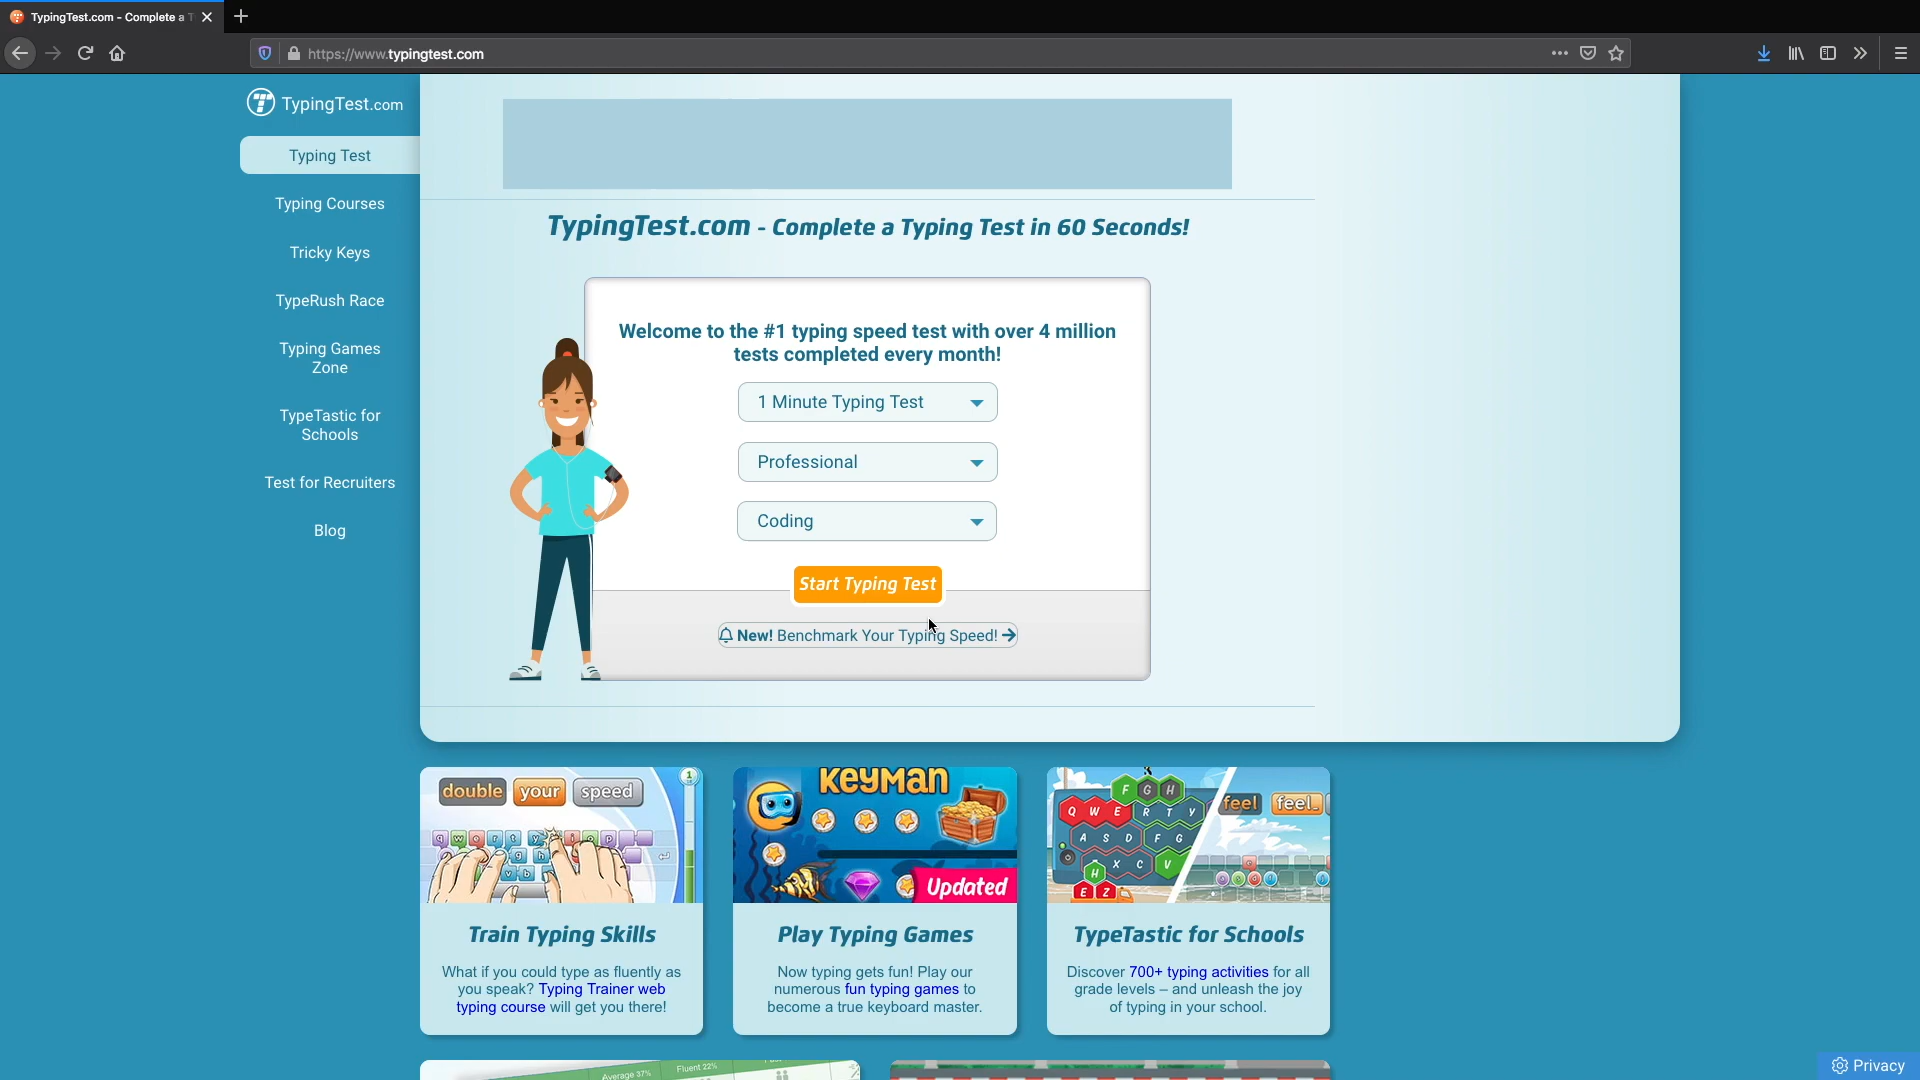 TypingTest.com - Complete a T
https://www.typingtest.com
TypingTest.com
Typing Test
Typing Courses
Tricky Keys
TypeRush Race
Typing Games
Zone
TypeTastic for
Schools
Test for Recruiters
Blog
TypingTest.com - Complete a Typing Test in 60 Seconds!
Welcome to the #1 typing speed test with over 4 million
tests completed every month!
1 Minute Typing Test
Professional
Coding
Start Typing Test
New! Benchmark Your Typing Speed!
double your speed
1
q w e r t y i o p
g h
v b
Train Typing Skills
What if you could type as fluently as
you speak? Typing Trainer web
typing course will get you there!
KEYMAN
Updated
Play Typing Games
Now typing gets fun! Play our
numerous fun typing games to
become a true keyboard master.
F G H
Q W E R T Y
A S D F G
X C V
H
E Z
feel feel_
TypeTastic for Schools
Discover 700+ typing activities for all
grade levels – and unleash the joy
of typing in your school.
Average 37%
Fluent 22%
Privacy